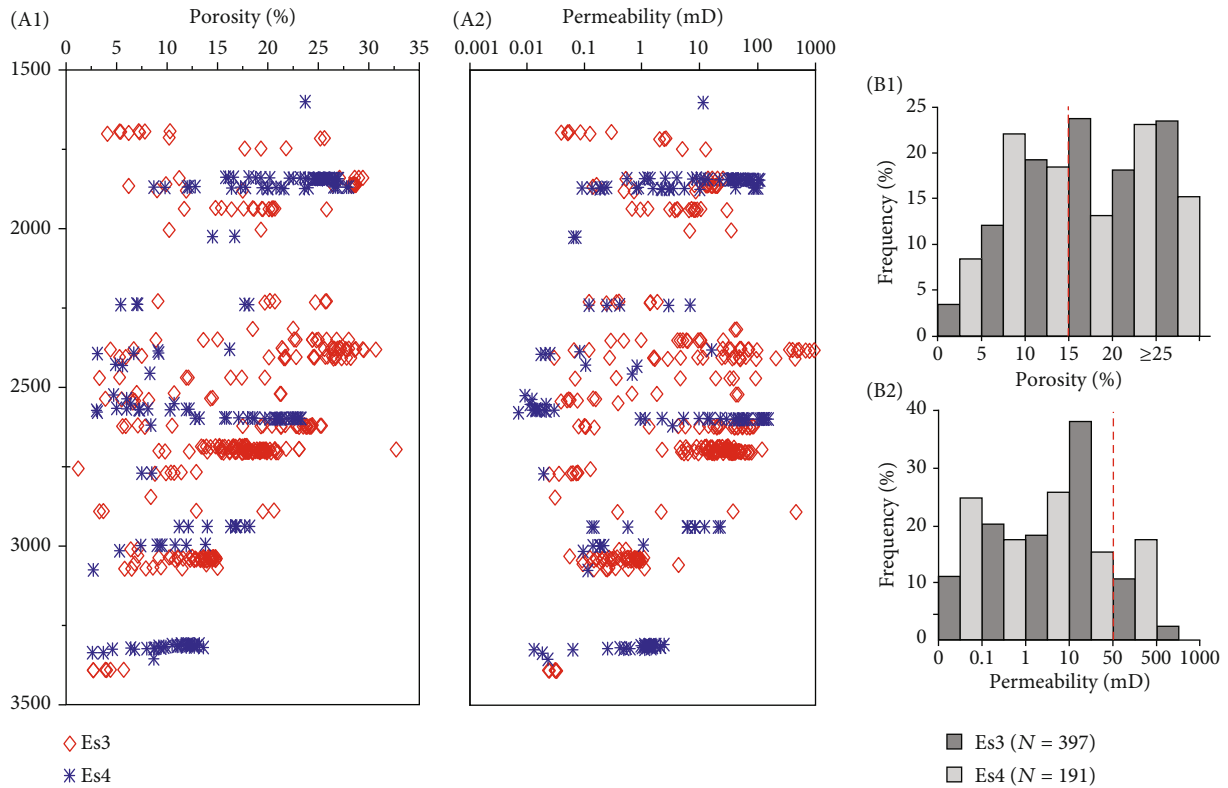 (A1)
Porosity (%)
0 5 10 15 20 25 30 35
1500
2000
2500
3000
3500
Es3
Es4
(A2)
Permeability (mD)
0.001 0.01 0.1 1 10 100 1000
(B1)
Frequency (%)
25
20
15
10
5
0
0 5 10 15 20 ≥25
Porosity (%)
(B2)
Frequency (%)
40
30
20
10
0
0 0.1 1 10 50 500 1000
Permeability (mD)
Es3 (N = 397)
Es4 (N = 191)